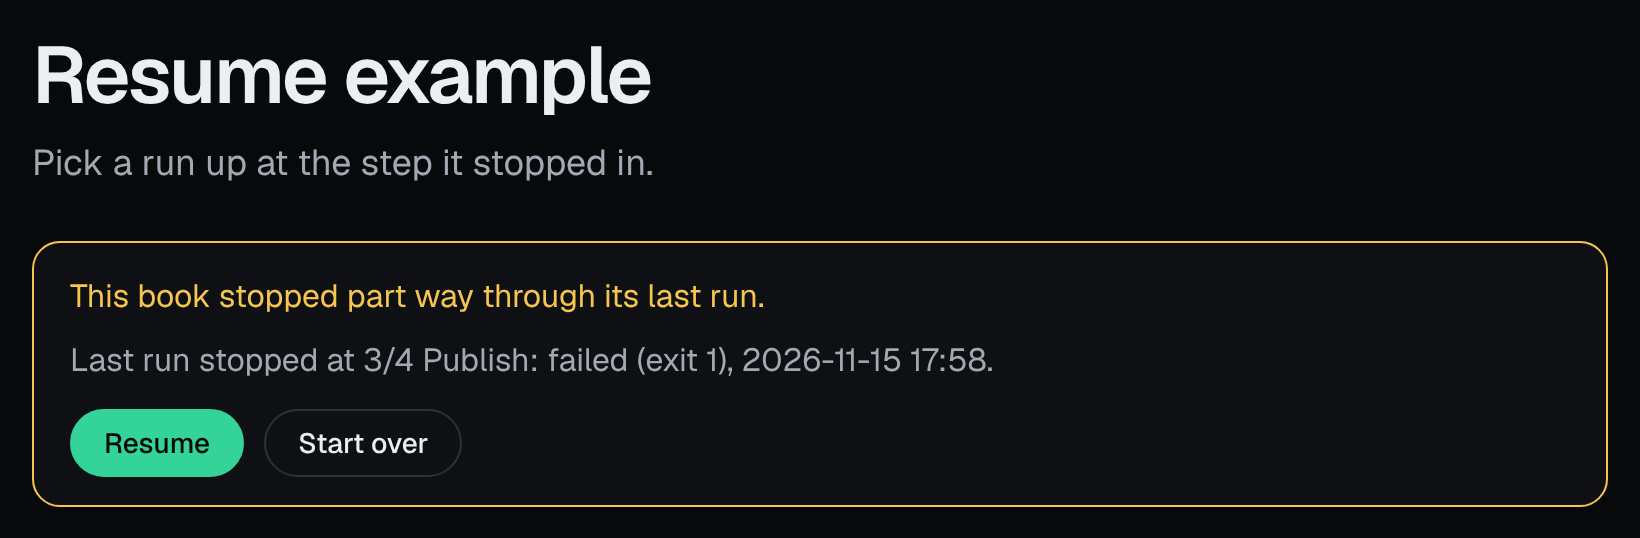 Resume example
Pick a run up at the step it stopped in.
This book stopped part way through its last run.
Last run stopped at 3/4 Publish: failed (exit 1), 2026-11-15 17:58.
Resume
Start over